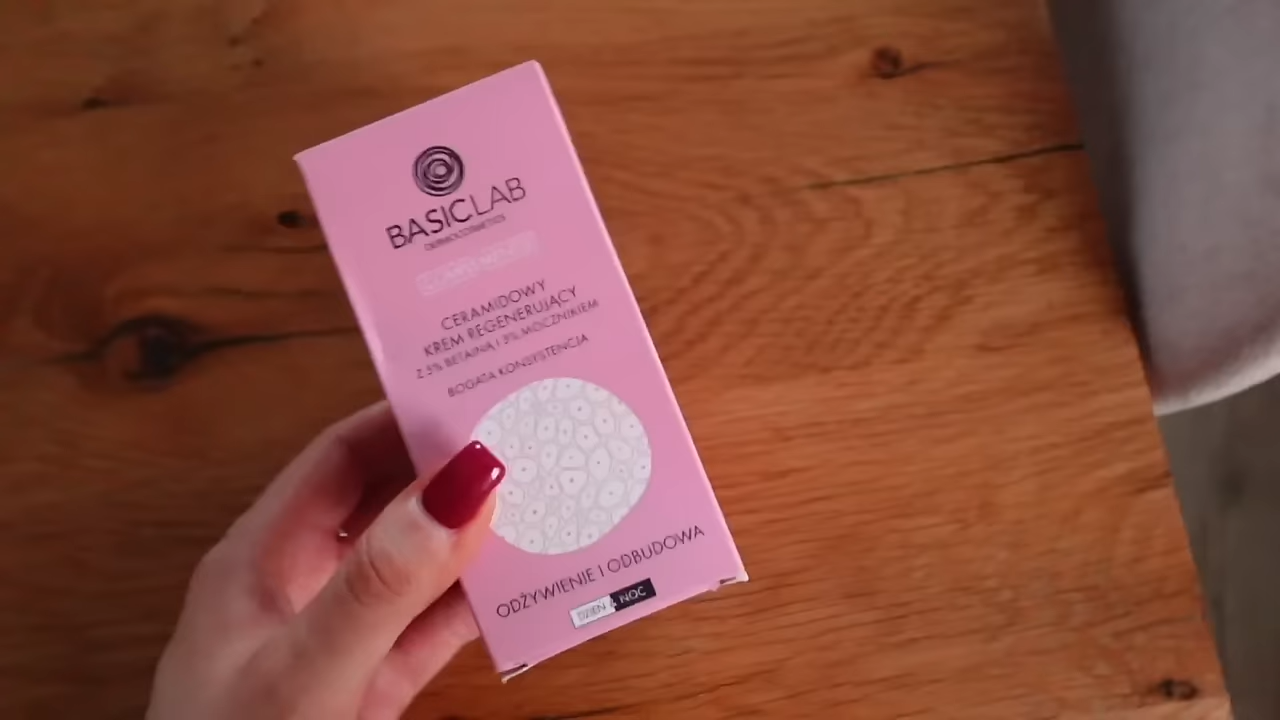 BASICLAB
DERMOCOSMETICS
CERAMIDOWY
KREM REGENERUJĄCY
Z 5% BETAINĄ I 3% MOCZNIKIEM
BOGATA KONSYSTENCJA
ODŻYWIENIE I ODBUDOWA
DZIEŃ & NOC